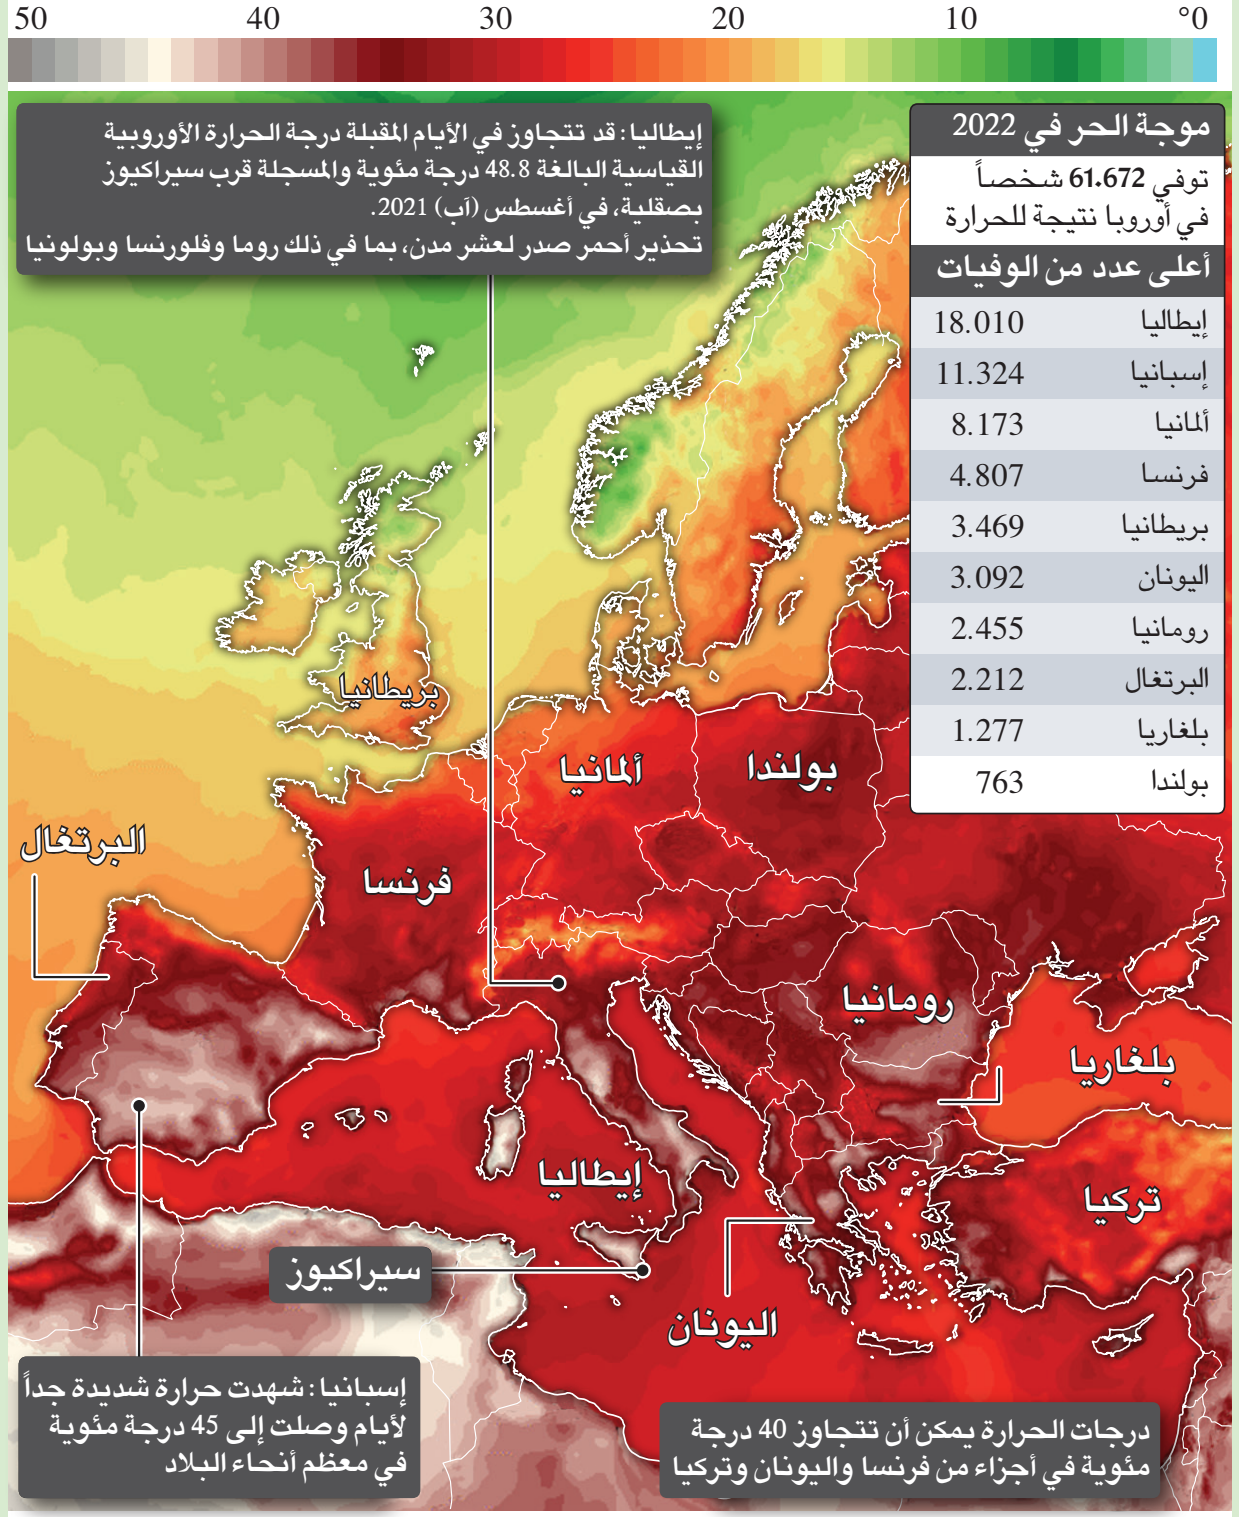 50 40 30 20 10 °0
موجة الحر في 2022
توفي 61.672 شخصاً
في أوروبا نتيجة للحرارة
أعلى عدد من الوفيات
إيطاليا 18.010
إسبانيا 11.324
ألمانيا 8.173
فرنسا 4.807
بريطانيا 3.469
اليونان 3.092
رومانيا 2.455
البرتغال 2.212
بلغاريا 1.277
بولندا 763
إيطاليا: قد تتجاوز في الأيام المقبلة درجة الحرارة الأوروبية
القياسية البالغة 48.8 درجة مئوية والمسجلة قرب سيراكيوز
بصقلية، في أغسطس (آب) 2021.
تحذير أحمر صدر لعشر مدن، بما في ذلك روما وفلورنسا وبولونيا
بريطانيا
بولندا
ألمانيا
البرتغال
فرنسا
رومانيا
بلغاريا
إيطاليا
تركيا
سيراكيوز
اليونان
إسبانيا: شهدت حرارة شديدة جداً
لأيام وصلت إلى 45 درجة مئوية
في معظم أنحاء البلاد
درجات الحرارة يمكن أن تتجاوز 40 درجة
مئوية في أجزاء من فرنسا واليونان وتركيا